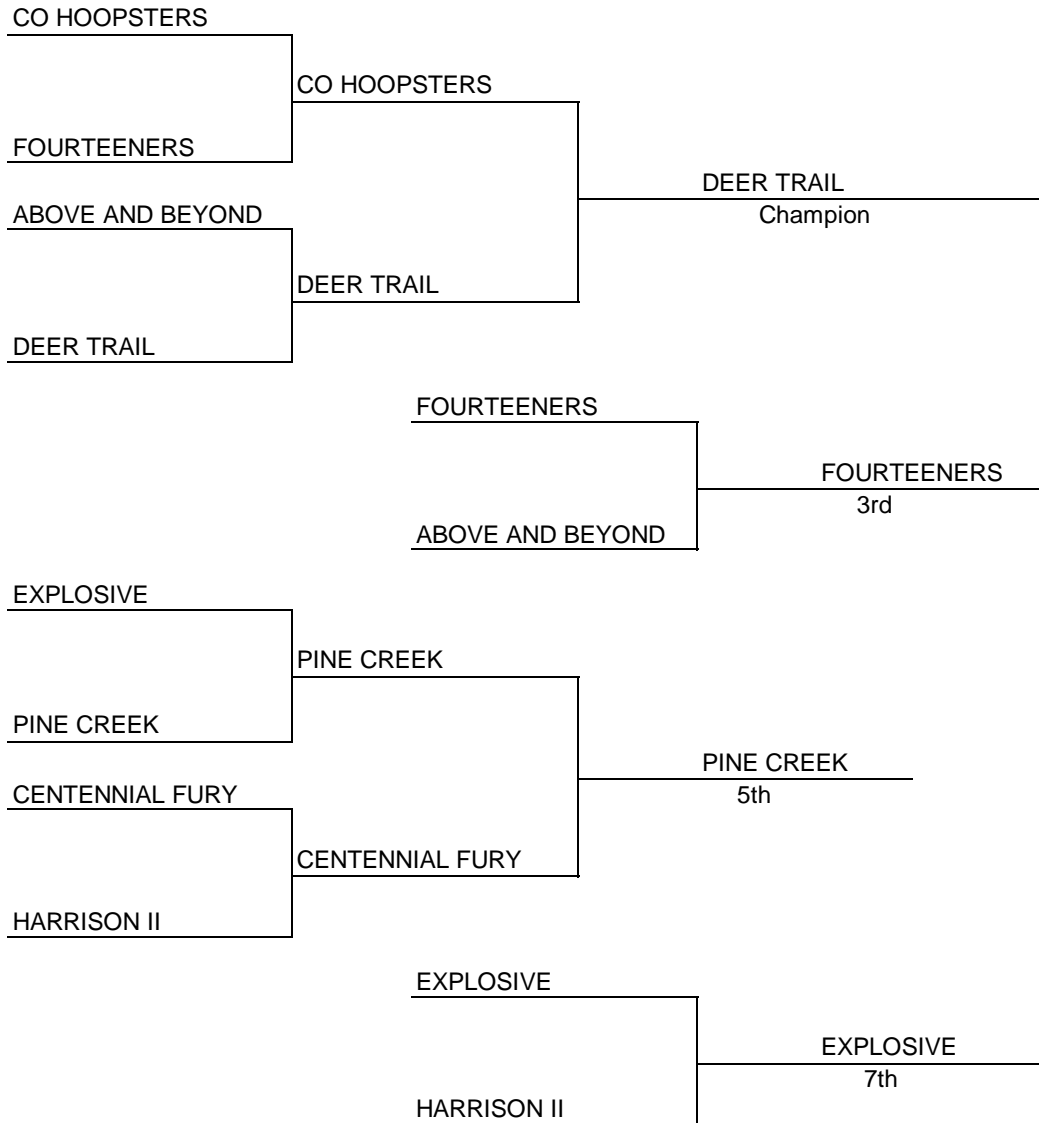 CO HOOPSTERS
CO HOOPSTERS
FOURTEENERS
DEER TRAIL
Champion
ABOVE AND BEYOND
DEER TRAIL
DEER TRAIL
FOURTEENERS
FOURTEENERS
3rd
ABOVE AND BEYOND
EXPLOSIVE
PINE CREEK
PINE CREEK
PINE CREEK
5th
CENTENNIAL FURY
CENTENNIAL FURY
HARRISON II
EXPLOSIVE
EXPLOSIVE
7th
HARRISON II